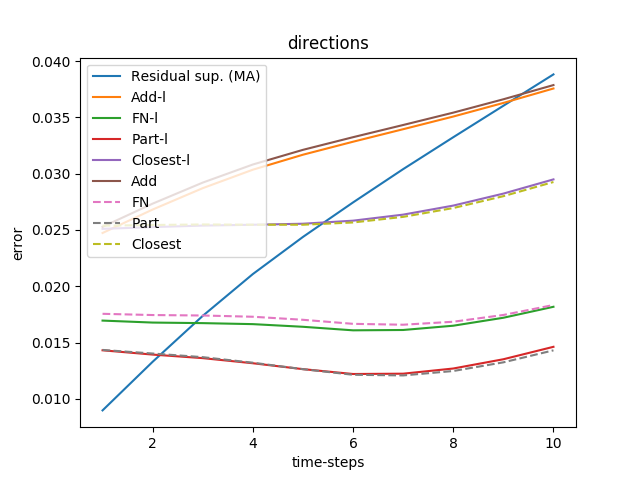 directions
0.040
0.035
0.030
0.025
0.020
0.015
0.010
error
Residual sup. (MA)
Add-l
FN-l
Part-l
Closest-l
Add
FN
Part
Closest
2
4
6
8
10
time-steps